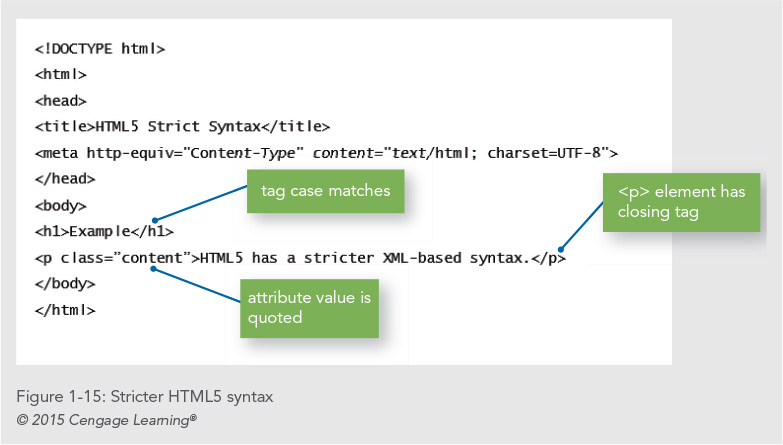 <!DOCTYPE html>
<html>
<head>
<title>HTML5 Strict Syntax</title>
<meta http-equiv="Content-Type" content="text/html; charset=UTF-8">
</head>
<body>
<h1>Example</h1>
<p class=”content”>HTML5 has a stricter XML-based syntax.</p>
</body>
</html>
tag case matches
<p> element has
closing tag
attribute value is
quoted
Figure 1-15: Stricter HTML5 syntax
© 2015 Cengage Learning®